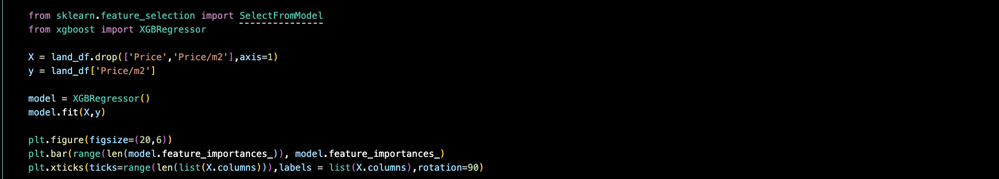 from sklearn.feature_selection import SelectFromModel
from xgboost import XGBRegressor
X = land_df.drop(['Price','Price/m2'],axis=1)
y = land_df['Price/m2']
model = XGBRegressor()
model.fit(X,y)
plt.figure(figsize=(20,6))
plt.bar(range(len(model.feature_importances_)), model.feature_importances_)
plt.xticks(ticks=range(len(list(X.columns))),labels = list(X.columns),rotation=90)